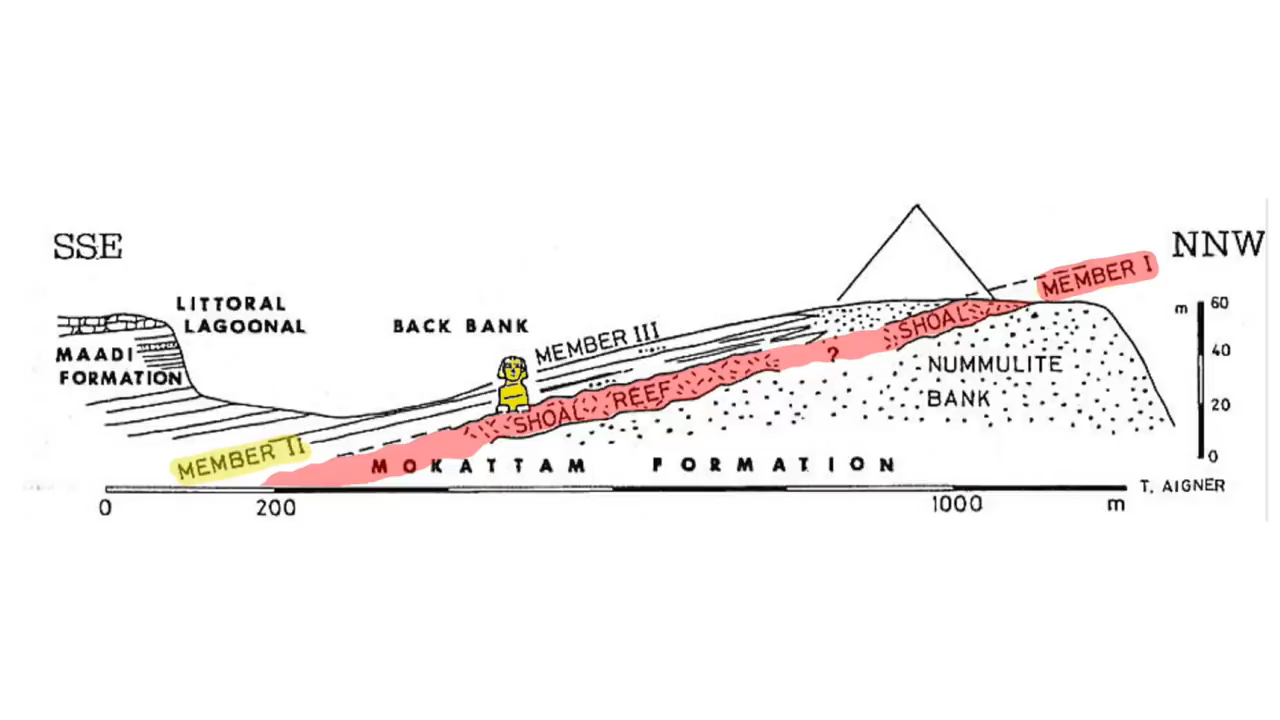 SSE
NNW
LITTORAL
LAGOONAL
BACK BANK
MAADI
FORMATION
MEMBER III
MEMBER I
m 60
40
20
0
SHOAL
?
SHOAL REEF
NUMMULITE
BANK
MEMBER II
MOKATTAM FORMATION
T. AIGNER
0 200 1000 m